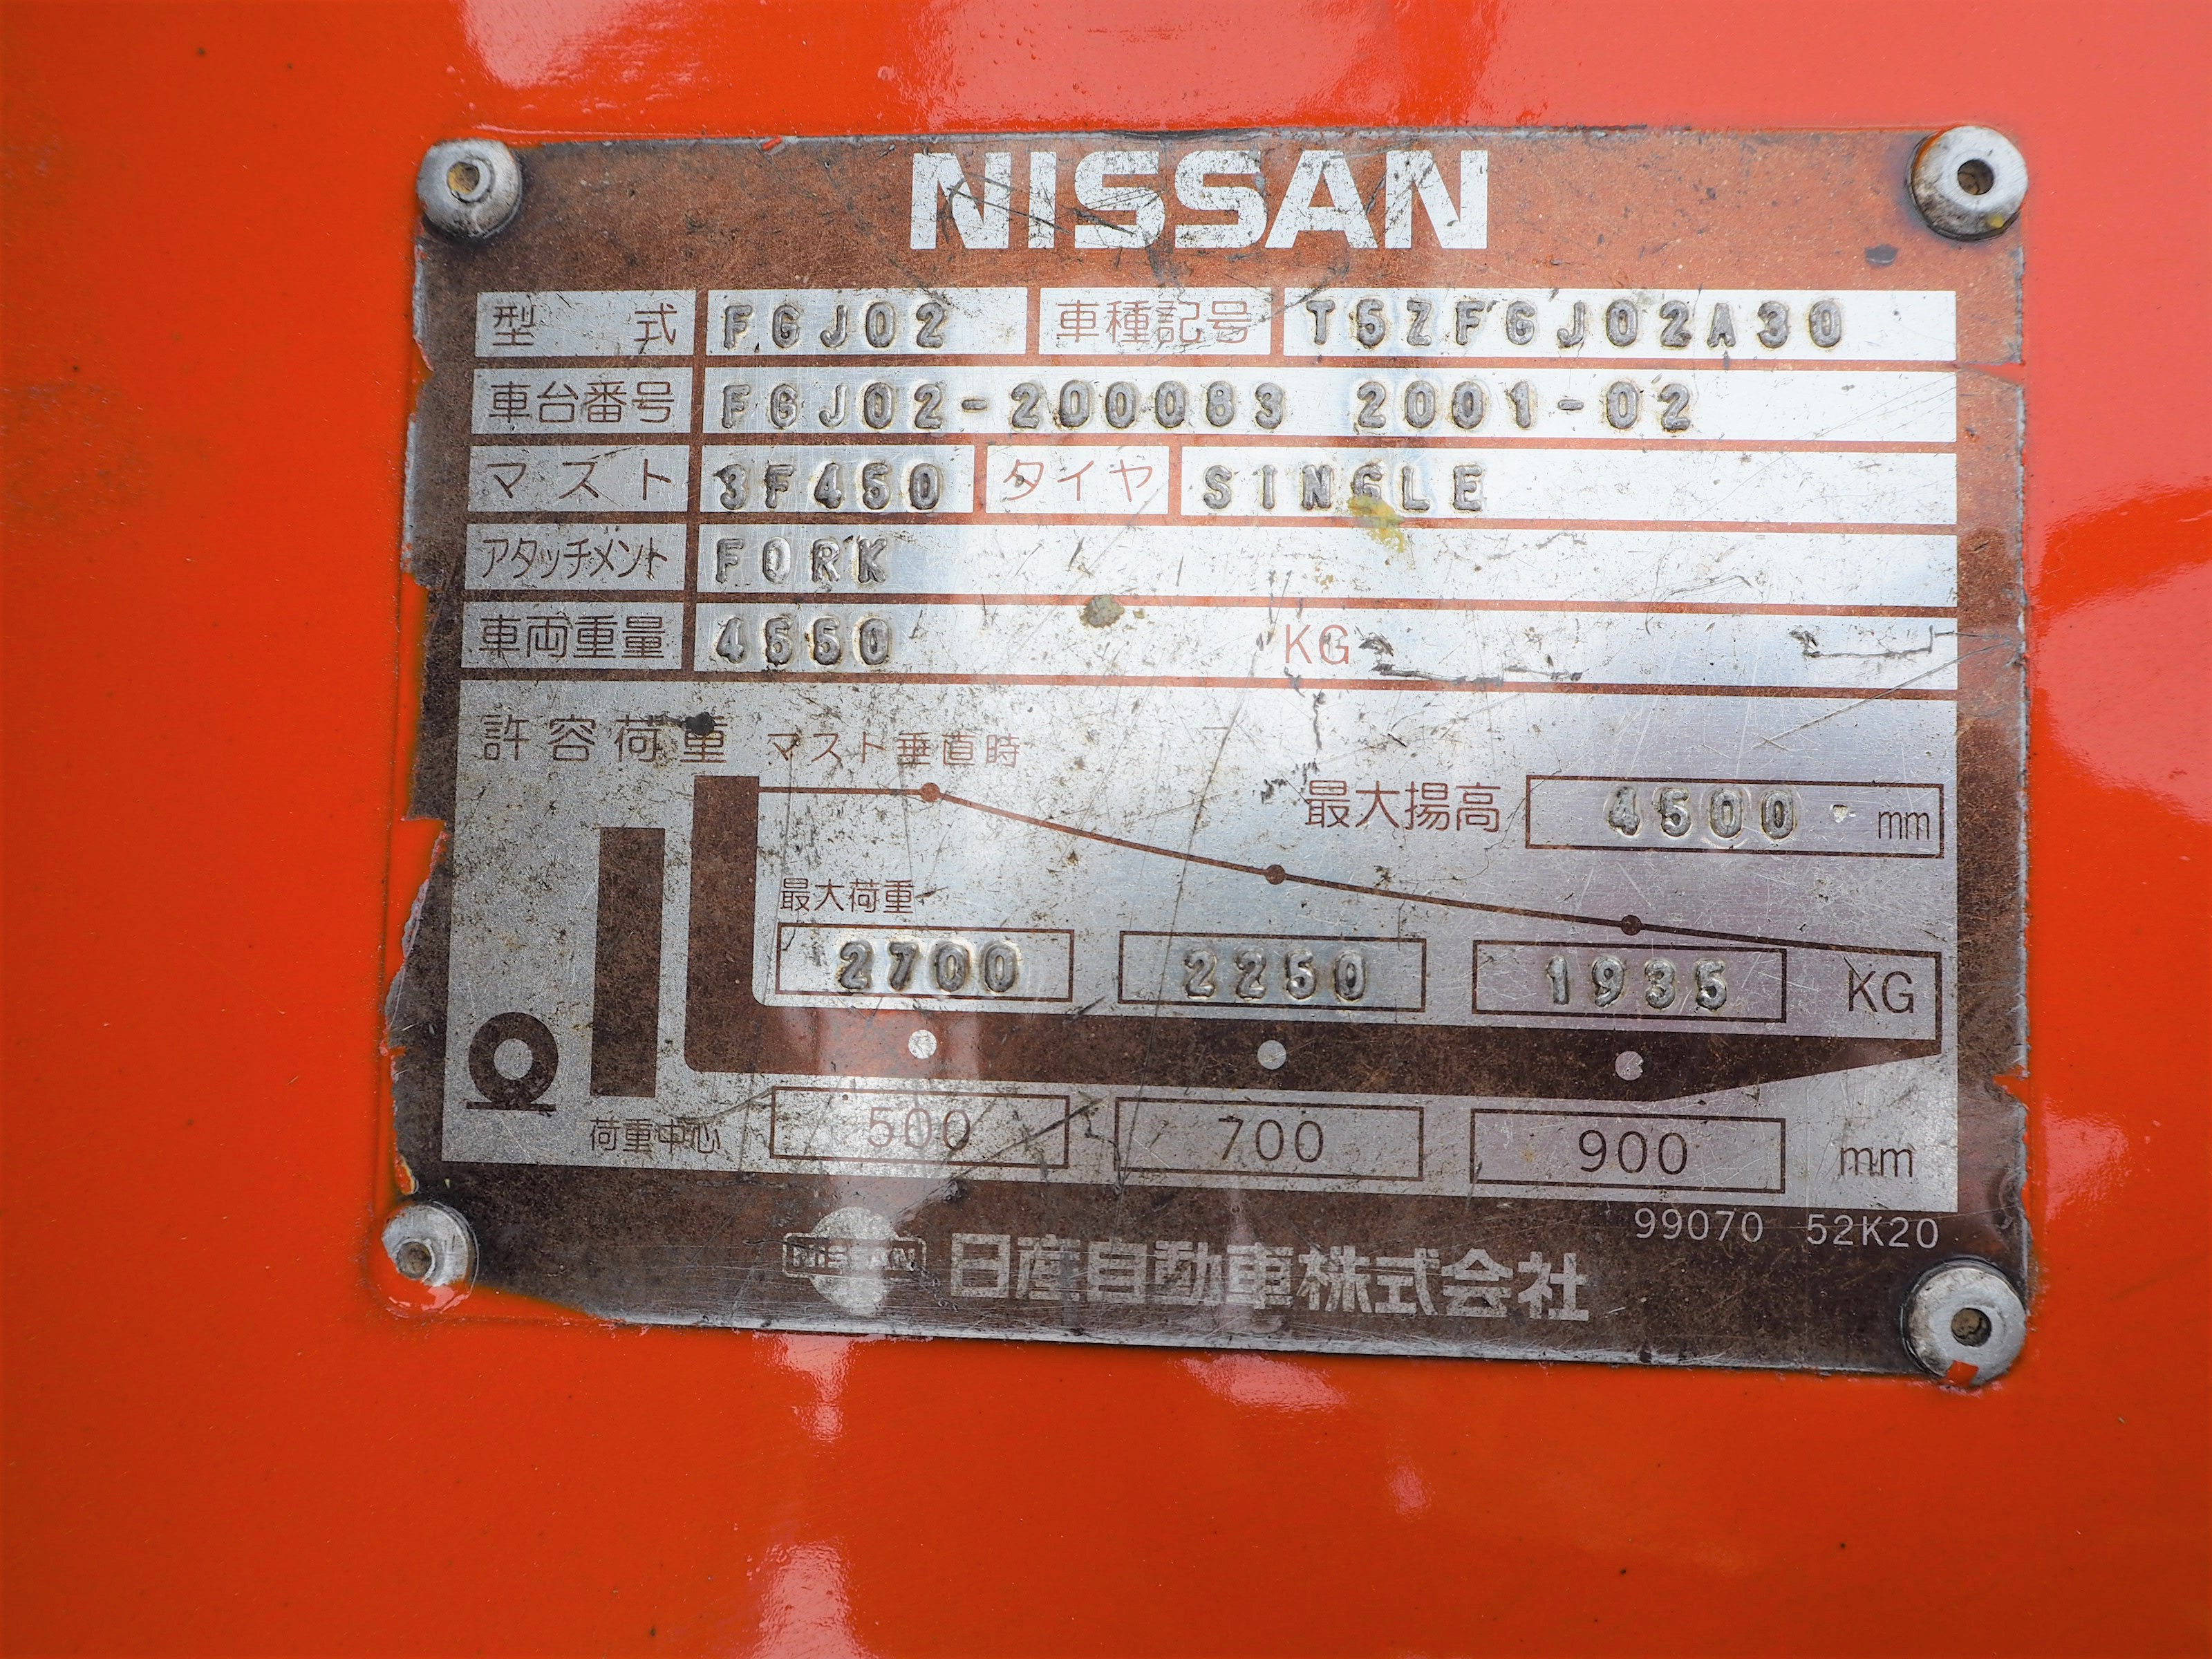 NISSAN
型式 FGJ02 車種記号 T5ZFGJ02A30
車台番号 FGJ02-200083 2001-02
マスト 3F450 タイヤ SINGLE
アタッチメント FORK
車両重量 4550 KG
許容荷重 マスト垂直時
最大揚高 4500 mm
最大荷重
2700 2250 1935 KG
荷重中心 500 700 900 mm
99070 52K20
NISSAN 日産自動車株式会社